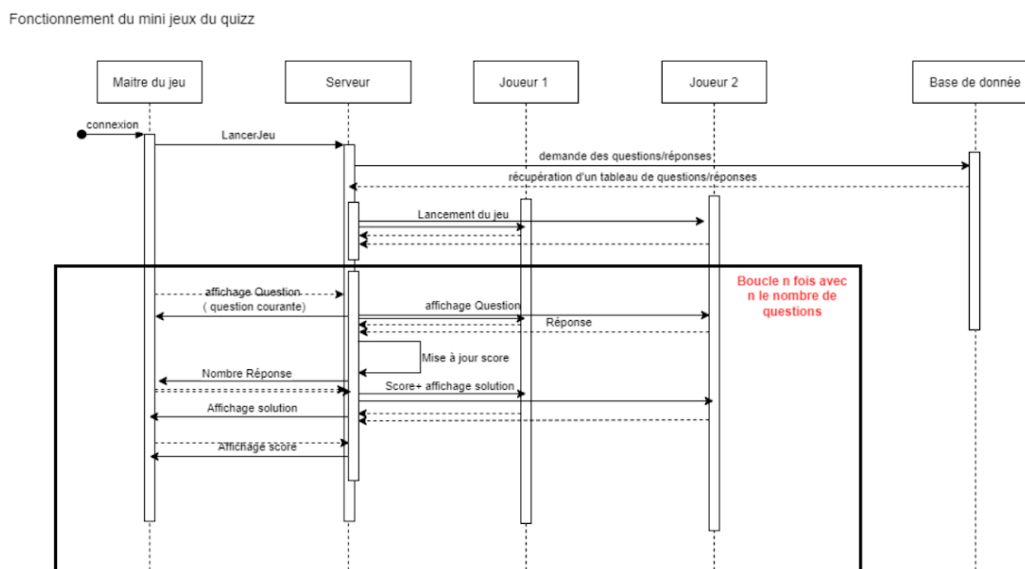 Fonctionnement du mini jeux du quizz
Maitre du jeu
Serveur
Joueur 1
Joueur 2
Base de donnée
connexion
LancerJeu
demande des questions/réponses
récupération d'un tableau de questions/réponses
Lancement du jeu
Boucle n fois avec
n le nombre de
questions
affichage Question
( question courante)
affichage Question
Réponse
Mise à jour score
Nombre Réponse
Score+ affichage solution
Affichage solution
Affichage score